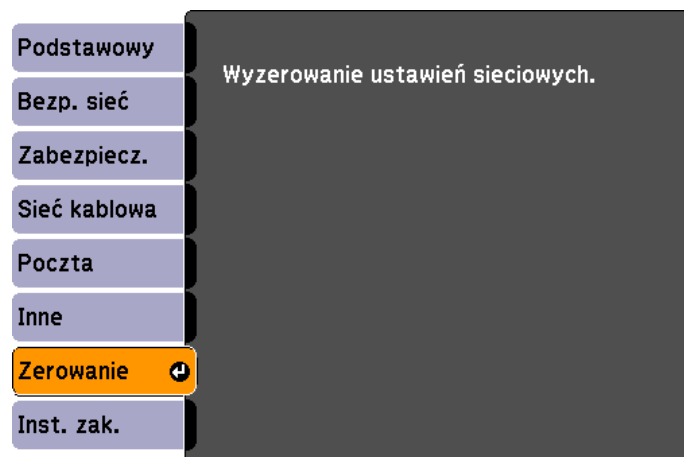 Podstawowy
Bezp. sieć
Zabezpiecz.
Sieć kablowa
Poczta
Inne
Zerowanie
Inst. zak.
Wyzerowanie ustawień sieciowych.